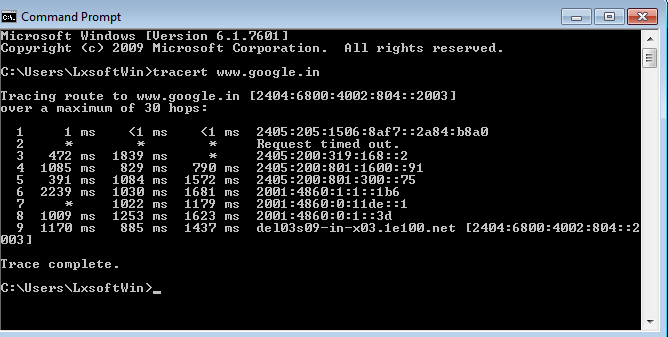 Command Prompt
Microsoft Windows [Version 6.1.7601]
Copyright (c) 2009 Microsoft Corporation.  All rights reserved.
C:\Users\LxsoftWin>tracert www.google.in
Tracing route to www.google.in [2404:6800:4002:804::2003]
over a maximum of 30 hops:
  1     1 ms    <1 ms    <1 ms  2405:205:1506:8af7::2a84:b8a0
  2     *        *        *     Request timed out.
  3   472 ms  1839 ms     *     2405:200:319:168::2
  4  1085 ms   829 ms   790 ms  2405:200:801:1600::91
  5   391 ms  1084 ms  1572 ms  2405:200:801:300::75
  6  2239 ms  1030 ms  1681 ms  2001:4860:1:1::1b6
  7     *     1022 ms  1179 ms  2001:4860:0:11de::1
  8  1009 ms  1253 ms  1623 ms  2001:4860:0:1::3d
  9  1170 ms   885 ms  1437 ms  del03s09-in-x03.1e100.net [2404:6800:4002:804::2
003]
Trace complete.
C:\Users\LxsoftWin>_